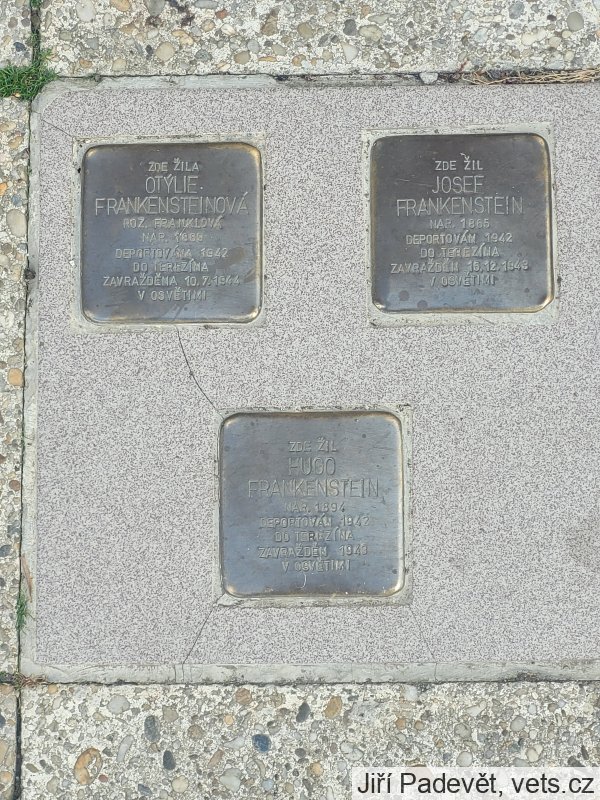 ZDE ŽILA
OTÝLIE
FRANKENSTEINOVÁ
ROZ. FRANKLOVÁ
NAR. 1869
DEPORTOVÁNA 1942
DO TEREZÍNA
ZAVRAŽDĚNA 10.7.1944
V OSVĚTIMI
ZDE ŽIL
JOSEF
FRANKENSTEIN
NAR. 1865
DEPORTOVÁN 1942
DO TEREZÍNA
ZAVRAŽDĚN 15.12.1943
V OSVĚTIMI
ZDE ŽIL
HUGO
FRANKENSTEIN
NAR. 1894
DEPORTOVÁN 1942
DO TEREZÍNA
ZAVRAŽDĚN 1943
V OSVĚTIMI
Jiří Padevět, vets.cz